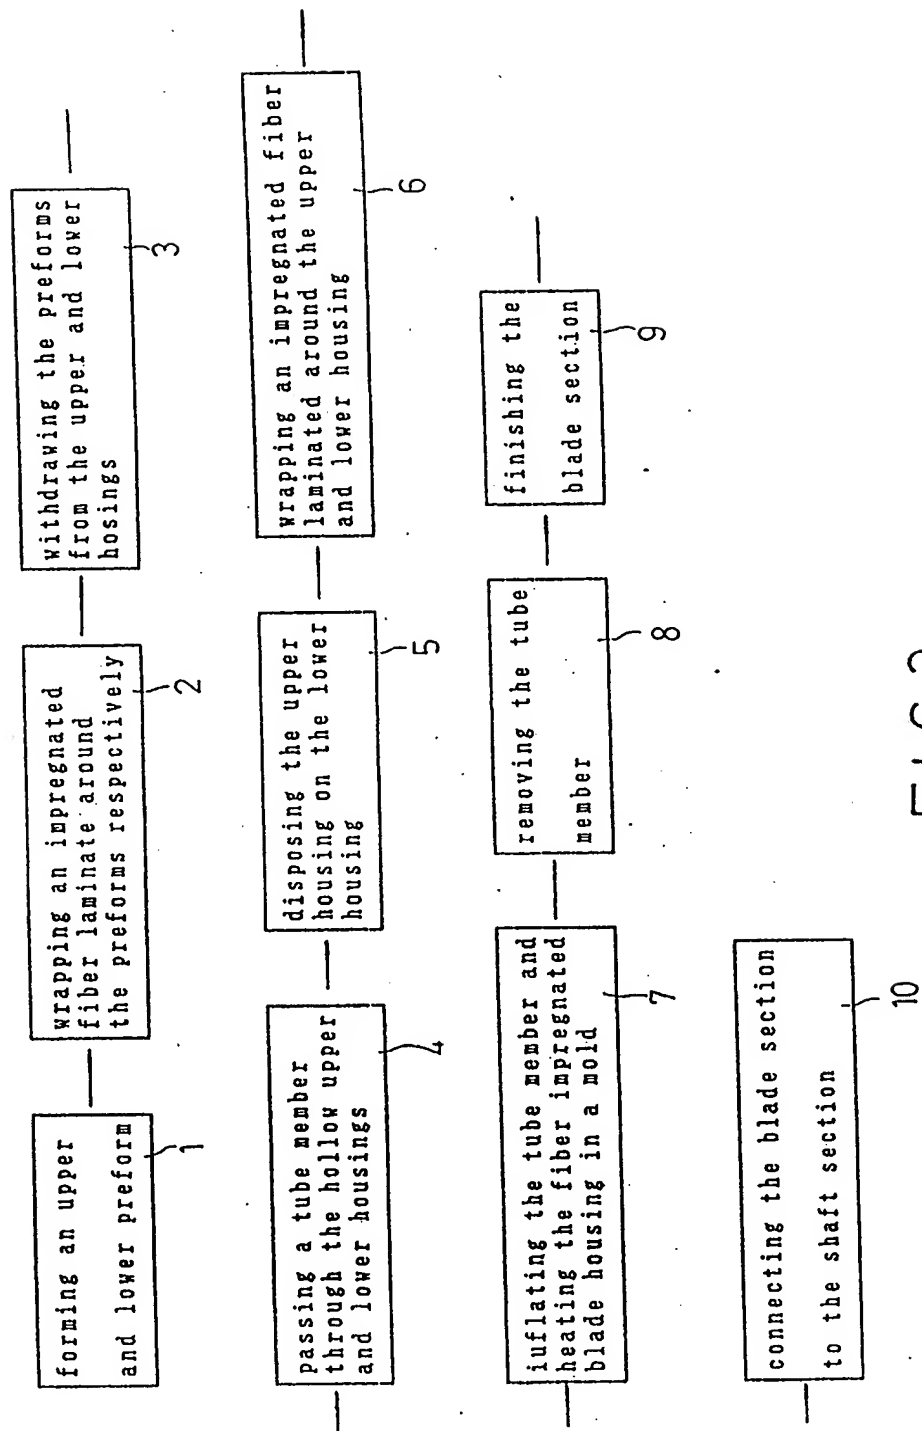 forming an upper
and lower preform
1
wrapping an impregnated
fiber laminate around
the preforms respectively
2
withdrawing the preforms
from the upper and lower
hosings
3
passing a tube member
through the hollow upper
and lower housings
4
disposing the upper
housing on the lower
housing
5
wrapping an impregnated fiber
laminated around the upper
and lower housing
6
iuflating the tube member and
heating the fiber impregnated
blade housing in a mold
7
removing the tube
member
8
finishing the
blade section
9
connecting the blade section
to the shaft section
10